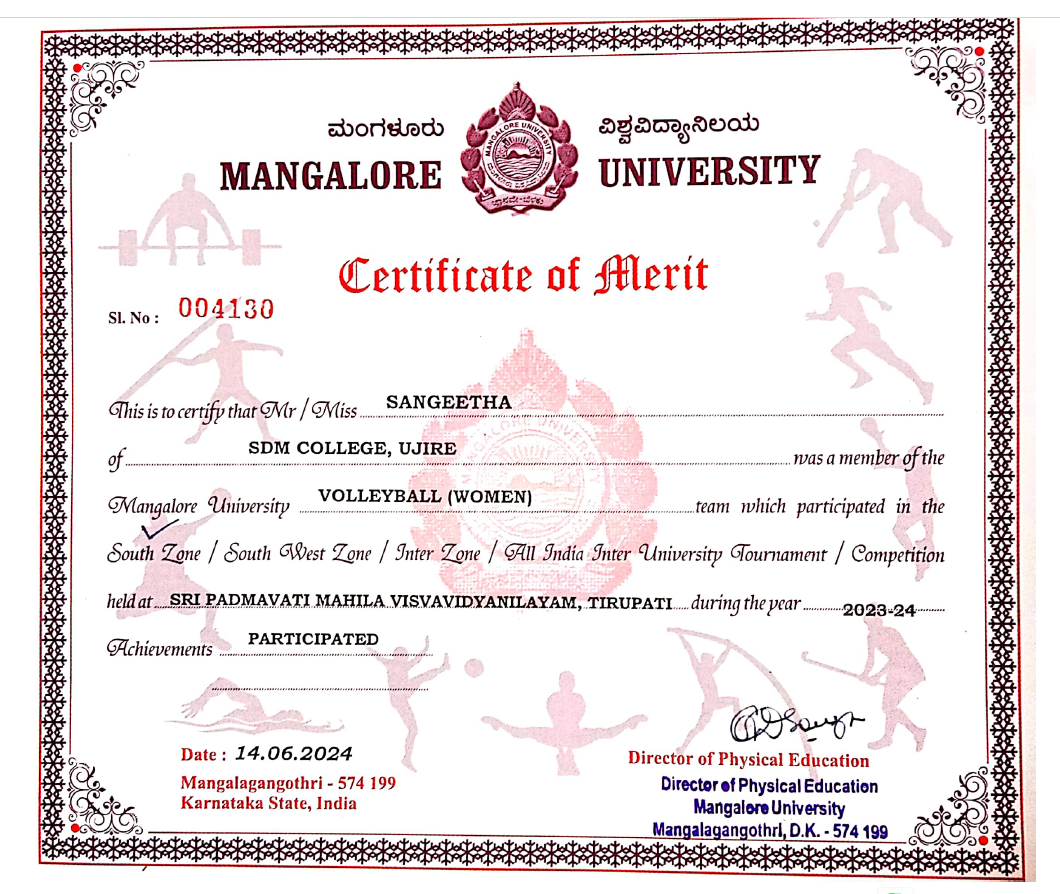 ಮಂಗಳೂರು ವಿಶ್ವವಿದ್ಯಾನಿಲಯ
MANGALORE UNIVERSITY
MANGALORE UNIVERSITY
Certificate of Merit
Sl. No : 004130
This is to certify that Mr / Miss SANGEETHA
of SDM COLLEGE, UJIRE was a member of the
Mangalore University VOLLEYBALL (WOMEN) team which participated in the
South Zone / South West Zone / Inter Zone / All India Inter University Tournament / Competition
held at SRI PADMAVATI MAHILA VISVAVIDYANILAYAM, TIRUPATI during the year 2023-24
Achievements PARTICIPATED
Date : 14.06.2024
Mangalagangothri - 574 199
Karnataka State, India
Director of Physical Education
Director of Physical Education
Mangalore University
Mangalagangothri, D.K. - 574 199